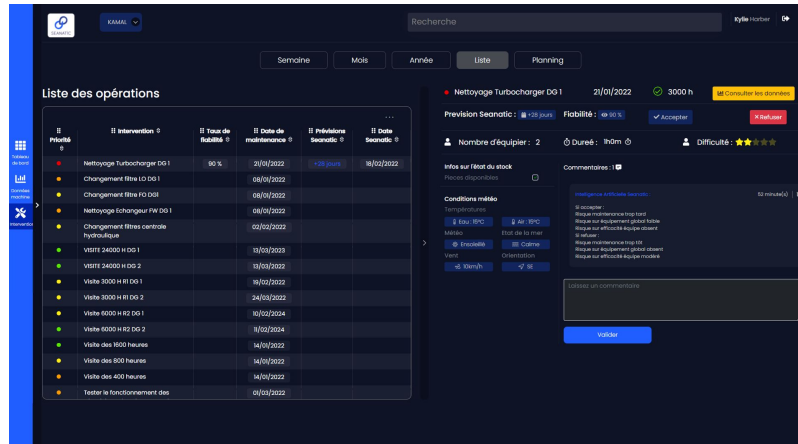 SEANATIC
KAMAL
Recherche
Kylie Harber
Semaine
Mois
Année
Liste
Planning
Liste des opérations
...
Priorité
Intervention
Taux de fiabilité
Date de maintenance
Prévisions Seanatic
Date Seanatic
Nettoyage Turbocharger DG 1 90 % 21/01/2022 +28 jours 18/02/2022
Changement filtre LO DG 1 08/01/2022
Changement filtre FO DG1 08/01/2022
Nettoyage Echangeur FW DG 1 08/01/2022
Changement filtres centrale hydraulique 02/02/2022
VISITE 24000 H DG 1 13/03/2023
VISITE 24000 H DG 2 13/03/2022
Visite 3000 H R1 DG 1 19/02/2022
Visite 3000 H R1 DG 2 24/03/2022
Visite 6000 H R2 DG 1 10/02/2024
Visite 6000 H R2 DG 2 11/02/2024
Visite des 1600 heures 14/01/2022
Visite des 800 heures 14/01/2022
Visite des 400 heures 14/01/2022
Tester le fonctionnement des 01/03/2022
Tableau de bord
Données machine
Intervention
Nettoyage Turbocharger DG 1 21/01/2022 3000 h
Consulter les données
Prevision Seanatic : +28 jours Fiabilité : 90 %
Accepter
Refuser
Nombre d'équipier : 2
Dureé : 1h0m
Difficulté :
Infos sur l'état du stock
Pieces disponibles
Conditions météo
Températures
Eau : 15°C
Air : 15°C
Météo
Etat de la mer
Ensoleillé
Calme
Vent
Orientation
10km/h
SE
Commentaires : 1
Intelligence Artificielle Seanatic 52 minute(s)
Si accepter :
Risque maintenance trop tard
Risque sur équipement global faible
Risque sur efficacité équipe absent
Si refuser :
Risque maintenance trop tôt
Risque sur équipement global absent
Risque sur efficacité équipe modéré
Laissez un commentaire
Valider